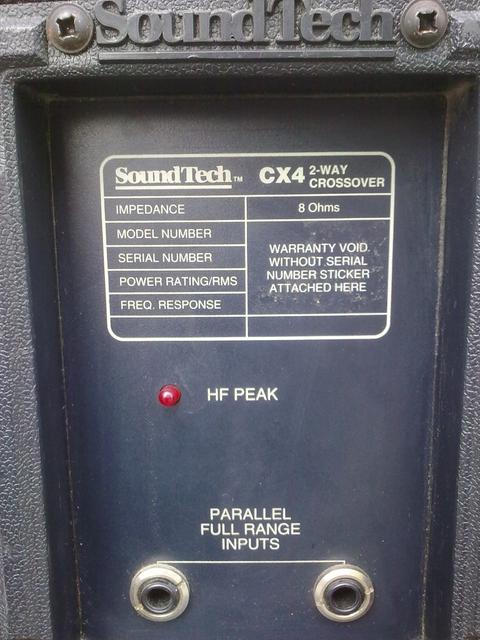 SoundTech
SoundTech™ CX4 2-WAY CROSSOVER
IMPEDANCE 8 Ohms
MODEL NUMBER
SERIAL NUMBER
POWER RATING/RMS
FREQ. RESPONSE
WARRANTY VOID.
WITHOUT SERIAL
NUMBER STICKER
ATTACHED HERE
HF PEAK
PARALLEL
FULL RANGE
INPUTS